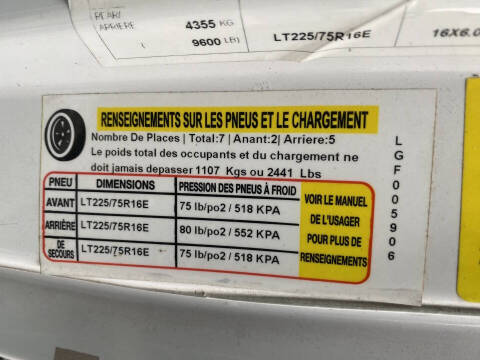 REAR/
ARRIERE
4355 KG
9600 LB)
LT225/75R16E
16X6.0
RENSEIGNEMENTS SUR LES PNEUS ET LE CHARGEMENT
Nombre De Places | Total:7 | Anant:2| Arriere:5
Le poids total des occupants et du chargement ne
doit jamais depasser 1107 Kgs ou 2441 Lbs
PNEU DIMENSIONS PRESSION DES PNEUS À FROID
AVANT LT225/75R16E 75 lb/po2 / 518 KPA
ARRIÈRE LT225/75R16E 80 lb/po2 / 552 KPA
DE SECOURS LT225/75R16E 75 lb/po2 / 518 KPA
VOIR LE MANUEL
DE L'USAGER
POUR PLUS DE
RENSEIGNEMENTS
LGF005906